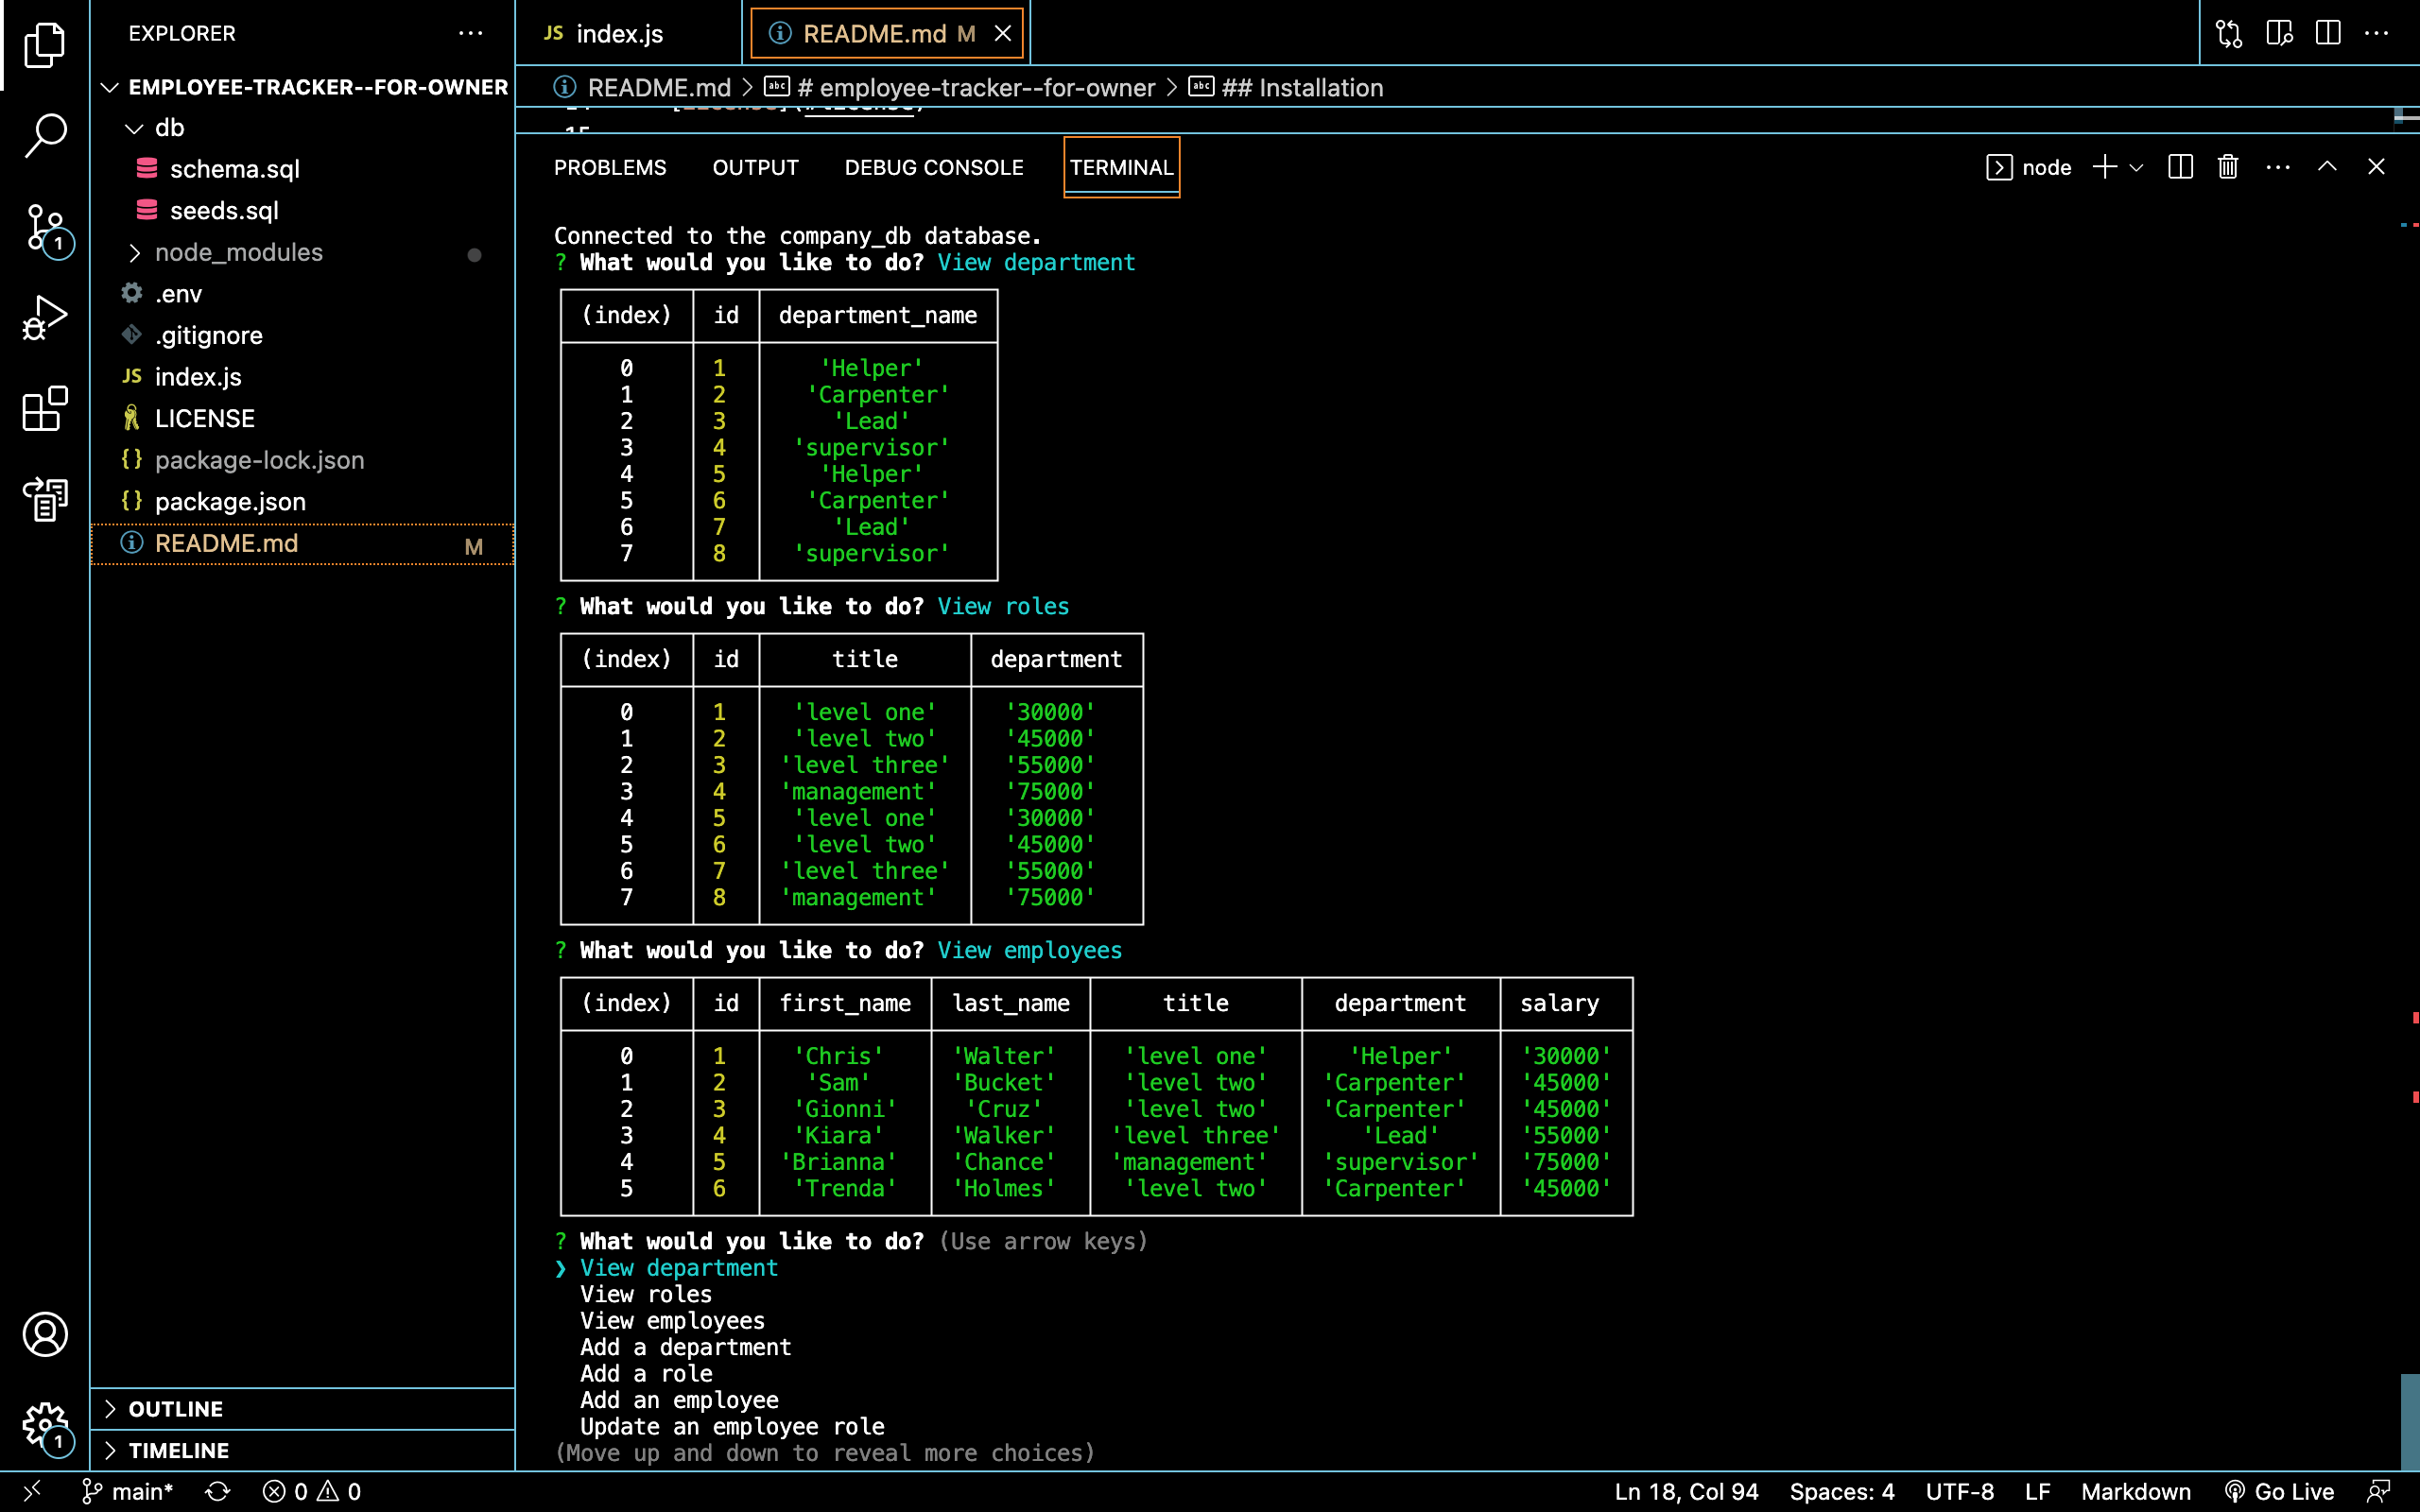 EXPLORER
EMPLOYEE-TRACKER--FOR-OWNER
db
schema.sql
seeds.sql
node_modules
.env
.gitignore
JS index.js
LICENSE
{} package-lock.json
{} package.json
README.md M
OUTLINE
TIMELINE
1
1
JS index.js
README.md M
README.md > abc # employee-tracker--for-owner > abc ## Installation
15
PROBLEMS OUTPUT DEBUG CONSOLE TERMINAL
node
Connected to the company_db database.
? What would you like to do? View department
(index) id department_name
0 1 'Helper'
1 2 'Carpenter'
2 3 'Lead'
3 4 'supervisor'
4 5 'Helper'
5 6 'Carpenter'
6 7 'Lead'
7 8 'supervisor'
? What would you like to do? View roles
(index) id title department
0 1 'level one' '30000'
1 2 'level two' '45000'
2 3 'level three' '55000'
3 4 'management' '75000'
4 5 'level one' '30000'
5 6 'level two' '45000'
6 7 'level three' '55000'
7 8 'management' '75000'
? What would you like to do? View employees
(index) id first_name last_name title department salary
0 1 'Chris' 'Walter' 'level one' 'Helper' '30000'
1 2 'Sam' 'Bucket' 'level two' 'Carpenter' '45000'
2 3 'Gionni' 'Cruz' 'level two' 'Carpenter' '45000'
3 4 'Kiara' 'Walker' 'level three' 'Lead' '55000'
4 5 'Brianna' 'Chance' 'management' 'supervisor' '75000'
5 6 'Trenda' 'Holmes' 'level two' 'Carpenter' '45000'
? What would you like to do? (Use arrow keys)
❯ View department
View roles
View employees
Add a department
Add a role
Add an employee
Update an employee role
(Move up and down to reveal more choices)
main* 0 0 Ln 18, Col 94 Spaces: 4 UTF-8 LF Markdown Go Live